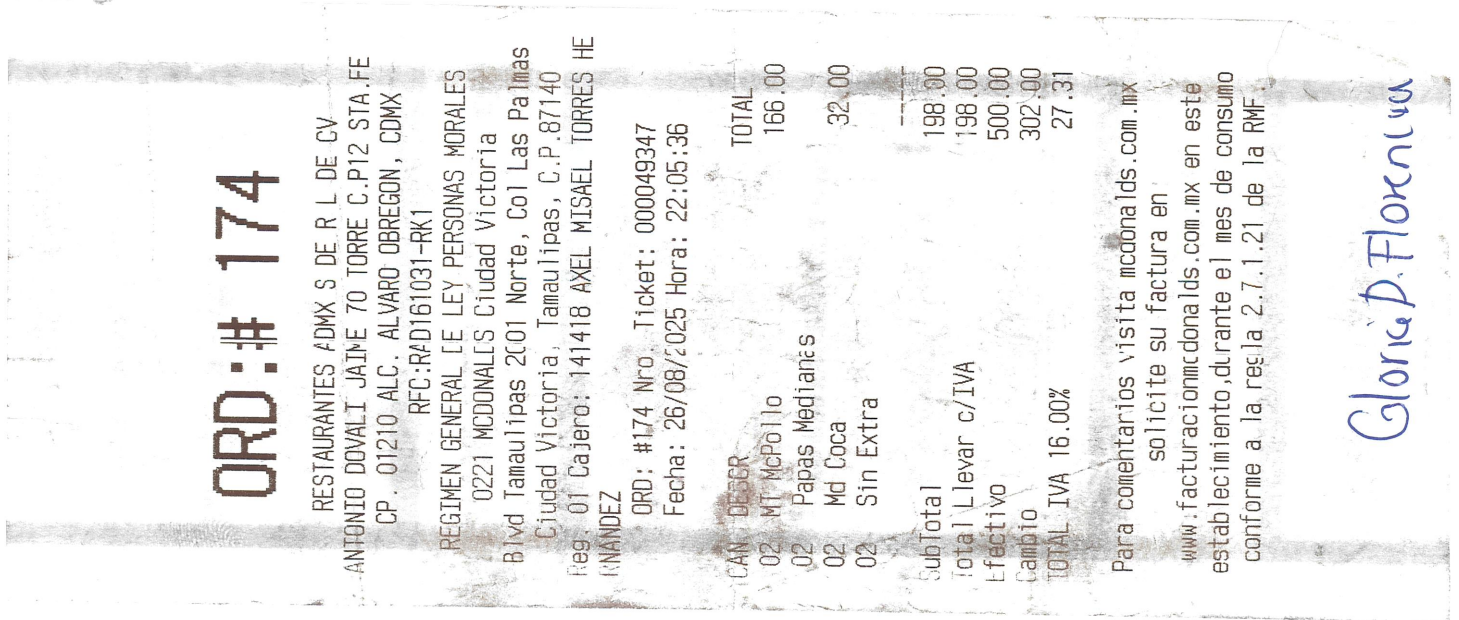 ORD:# 174
RESTAURANTES ADMX S DE R L DE CV
ANTONIO DOVALI JAIME 70 TORRE C.P12 STA.FE
CP. 01210 ALC. ALVARO OBREGON, CDMX
RFC:RAD161031-RK1
REGIMEN GENERAL DE LEY PERSONAS MORALES
0221 MCDONALDS Ciudad Victoria
Blvd Tamaulipas 2001 Norte, Col Las Palmas
Ciudad Victoria, Tamaulipas, C.P.87140
Reg. 01 Cajero: 141418 AXEL MISAEL TORRES HE
RNANDEZ
ORD: #174 Nro. Ticket: 000049347
Fecha: 26/08/2025 Hora: 22:05:36
CAN DESCR TOTAL
02 MT McPollo 166.00
02 Papas Medianas
02 Md Coca 32.00
02 Sin Extra
SubTotal 198.00
Total Llevar c/IVA 198.00
Efectivo 500.00
Cambio 302.00
TOTAL IVA 16.00% 27.31
Para comentarios visita mcdonalds.com.mx
solicite su factura en
www.facturacionmcdonalds.com.mx en este
establecimiento,durante el mes de consumo
conforme a la regla 2.7.1.21 de la RMF.
Gloria D. Florencia